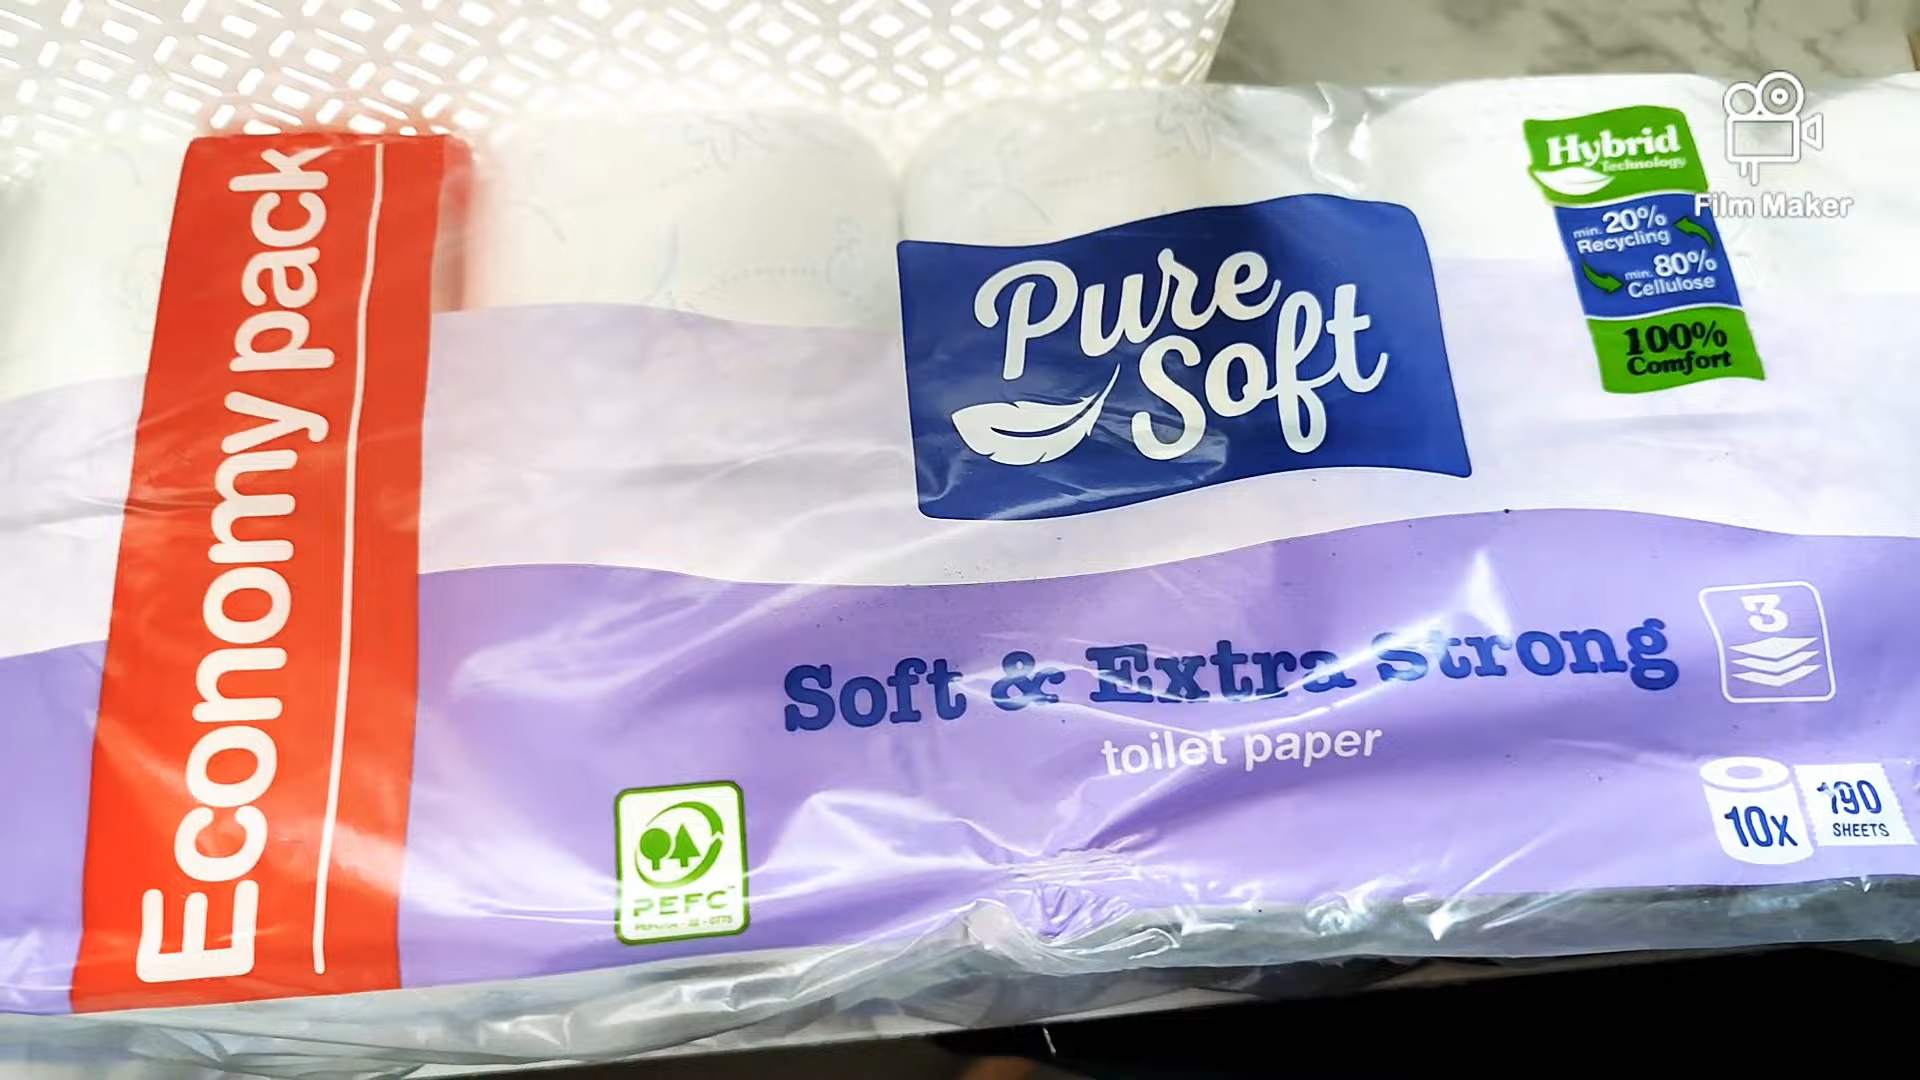 Economy pack
Pure
Soft
Hybrid
Technology
min. 20%
Recycling
min. 80%
Cellulose
100%
Comfort
Film Maker
Soft & Extra Strong
toilet paper
3
10x
190
SHEETS
PEFC